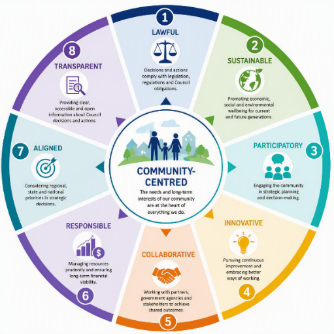 1
LAWFUL
Decisions and actions
comply with legislation,
regulations and Council
obligations.
2
SUSTAINABLE
Promoting economic,
social and environmental
wellbeing for current
and future generations.
PARTICIPATORY
3
Engaging the community
in strategic planning
and decision-making.
INNOVATIVE
Pursuing continuous
improvement and
embracing better
ways of working.
4
COLLABORATIVE
Working with partners,
government agencies and
stakeholders to achieve
shared outcomes.
5
RESPONSIBLE
Managing resources
prudently and ensuring
long-term financial
viability.
6
7
ALIGNED
Considering regional,
state and national
priorities in strategic
decisions.
8
TRANSPARENT
Providing clear,
accessible and open
information about Council
decisions and actions.
COMMUNITY-
CENTRED
The needs and long-term
interests of our community
are at the heart of
everything we do.